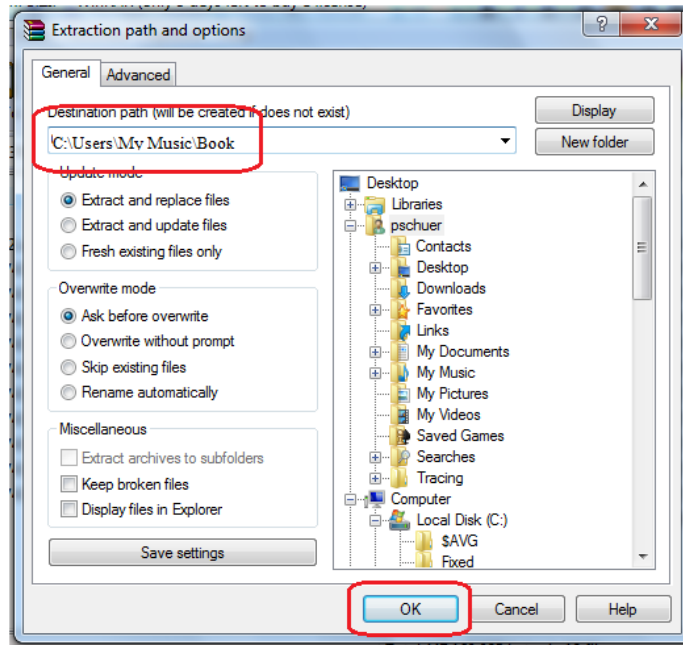 Extraction path and options
General
Advanced
Destination path (will be created if does not exist)
C:\Users\My Music\Book
Display
New folder
Update mode
Extract and replace files
Extract and update files
Fresh existing files only
Overwrite mode
Ask before overwrite
Overwrite without prompt
Skip existing files
Rename automatically
Miscellaneous
Extract archives to subfolders
Keep broken files
Display files in Explorer
Save settings
Desktop
Libraries
pschuer
Contacts
Desktop
Downloads
Favorites
Links
My Documents
My Music
My Pictures
My Videos
Saved Games
Searches
Tracing
Computer
Local Disk (C:)
$AVG
Fixed
OK
Cancel
Help